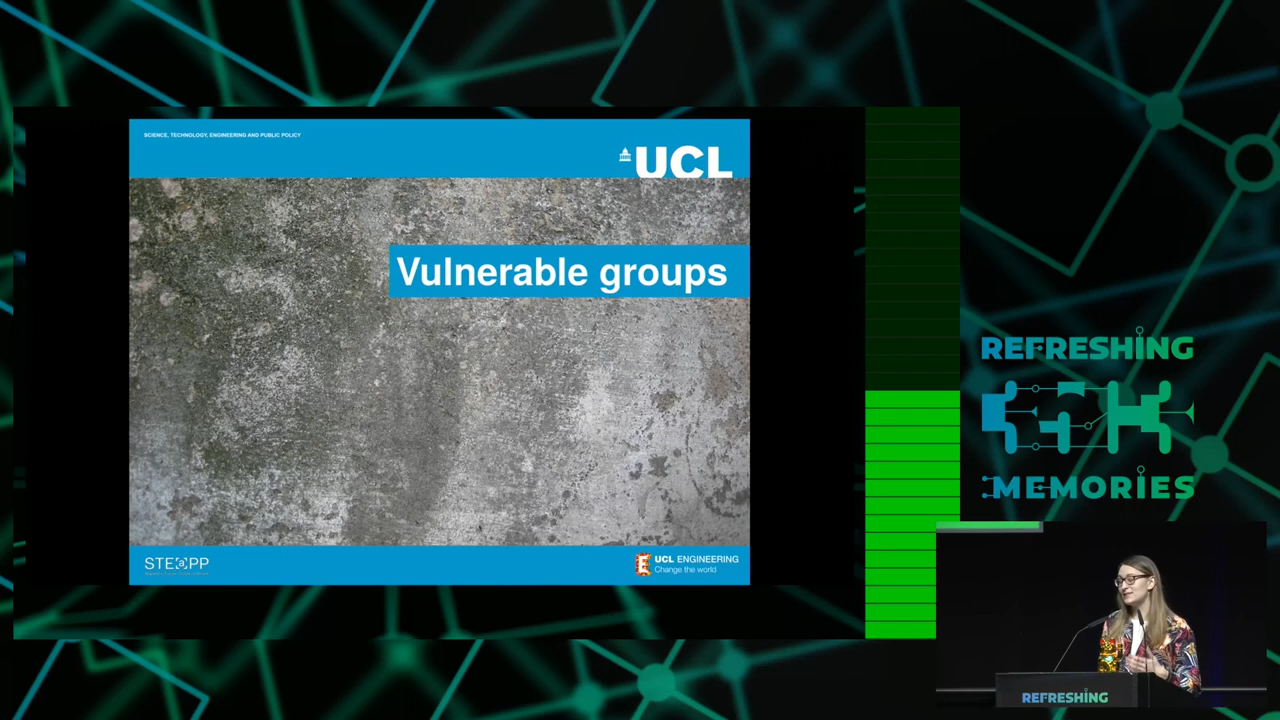 SCIENCE, TECHNOLOGY, ENGINEERING AND PUBLIC POLICY
UCL
Vulnerable groups
STEaPP
UCL ENGINEERING
Change the world
REFRESHING
MEMORIES
REFRESHING